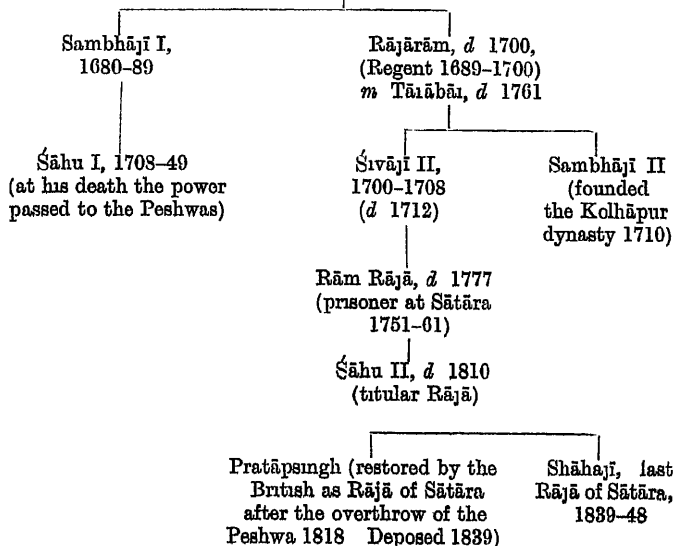 Sambhājī I,
1680–89
Rājārām, d 1700,
(Regent 1689–1700)
m Tāıābāı, d 1761
Śāhu I, 1708–49
(at his death the power
passed to the Peshwas)
Śıvājī II,
1700–1708
(d 1712)
Sambhājī II
(founded
the Kolhāpur
dynasty 1710)
Rām Rājā, d 1777
(prisoner at Sātāra
1751–61)
Śāhu II, d 1810
(titular Rājā)
Pratāpsıngh (restored by the
British as Rājā of Sātāra
after the overthrow of the
Peshwa 1818 Deposed 1839)
Shāhajī, last
Rājā of Sātāra,
1839–48